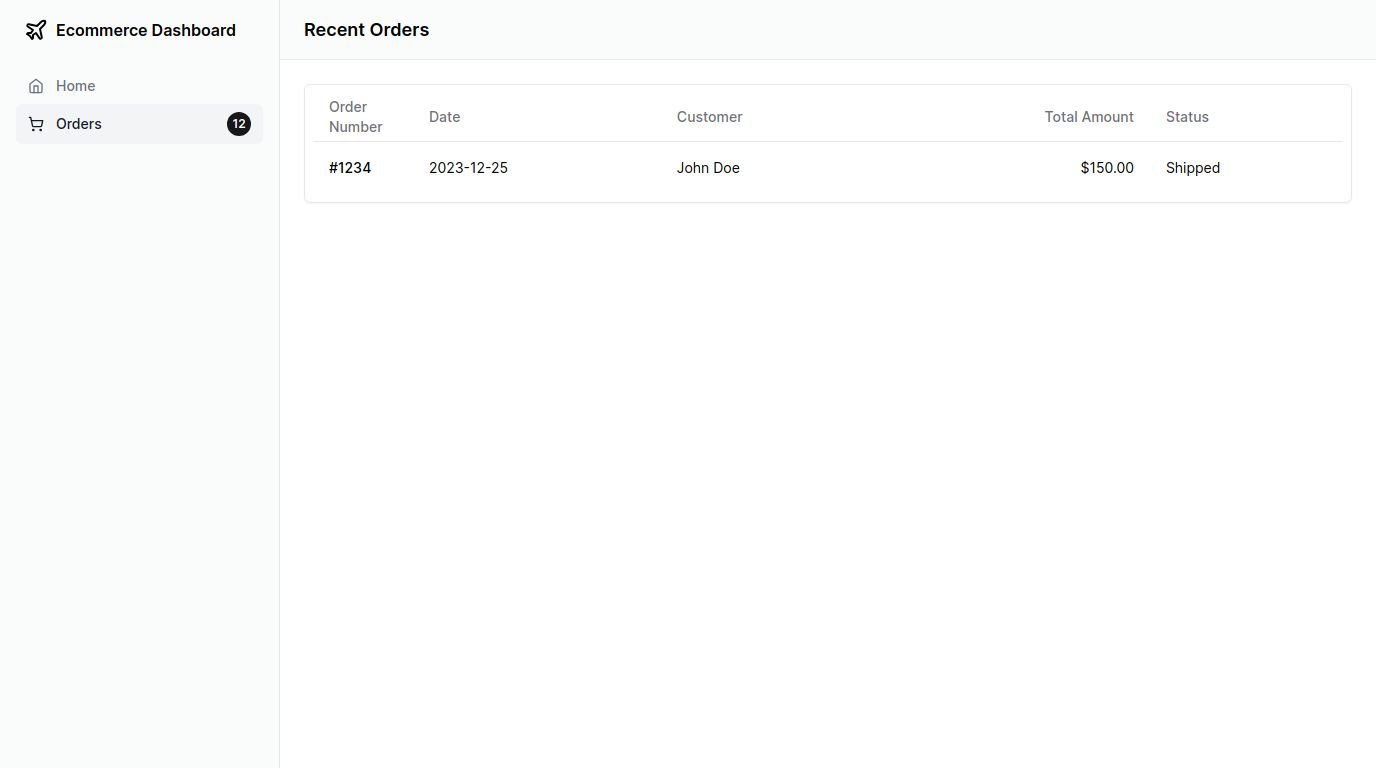 Ecommerce Dashboard
Home
Orders 12
Recent Orders
Order Number Date Customer Total Amount Status
#1234 2023-12-25 John Doe $150.00 Shipped